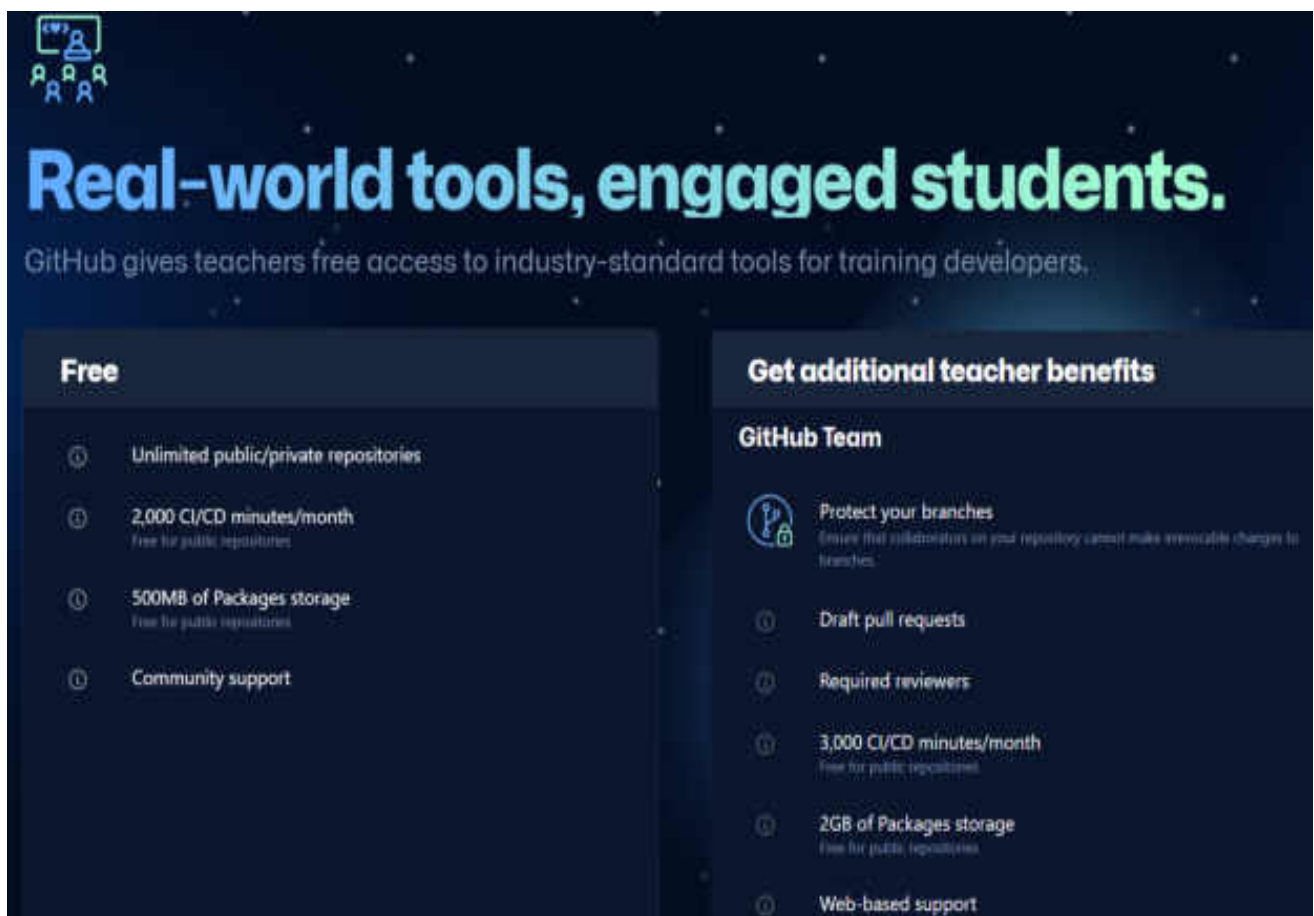 Real-world tools, engaged students.
GitHub gives teachers free access to industry-standard tools for training developers.
Free
Unlimited public/private repositories
2,000 CI/CD minutes/month
Free for public repositories
500MB of Packages storage
Free for public repositories
Community support
Get additional teacher benefits
GitHub Team
Protect your branches
Ensure that collaborators on your repository cannot make irrevocable changes to
branches.
Draft pull requests
Required reviewers
3,000 CI/CD minutes/month
Free for public repositories
2GB of Packages storage
Free for public repositories
Web-based support